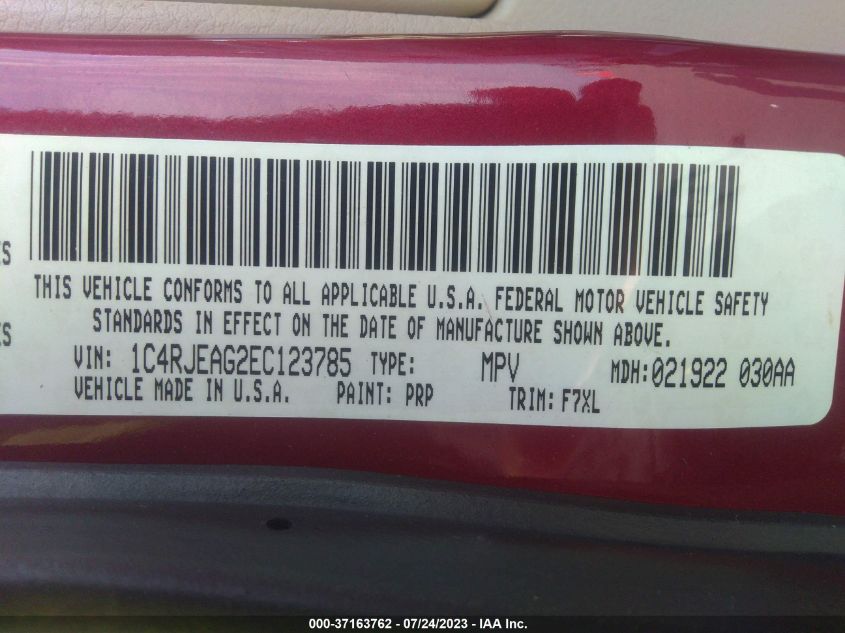 ES
THIS VEHICLE CONFORMS TO ALL APPLICABLE U.S.A. FEDERAL MOTOR VEHICLE SAFETY
ES
STANDARDS IN EFFECT ON THE DATE OF MANUFACTURE SHOWN ABOVE.
VIN: 1C4RJEAG2EC123785 TYPE: MPV MDH:021922 030AA
VEHICLE MADE IN U.S.A. PAINT: PRP TRIM: F7XL
000-37163762 - 07/24/2023 - IAA Inc.